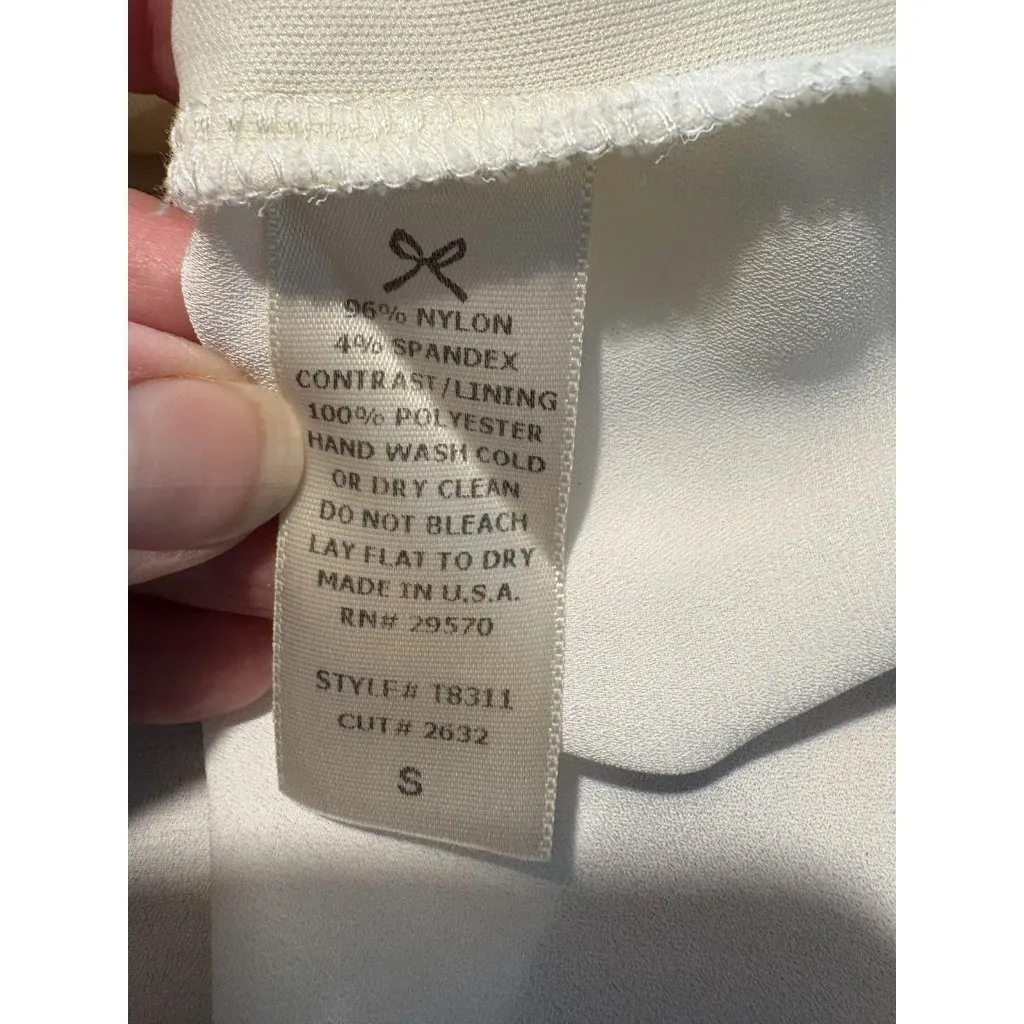 96% NYLON
4% SPANDEX
CONTRAST/LINING
100% POLYESTER
HAND WASH COLD
OR DRY CLEAN
DO NOT BLEACH
LAY FLAT TO DRY
MADE IN U.S.A.
RN# 29570
STYLE# T8311
CUT# 2632
S